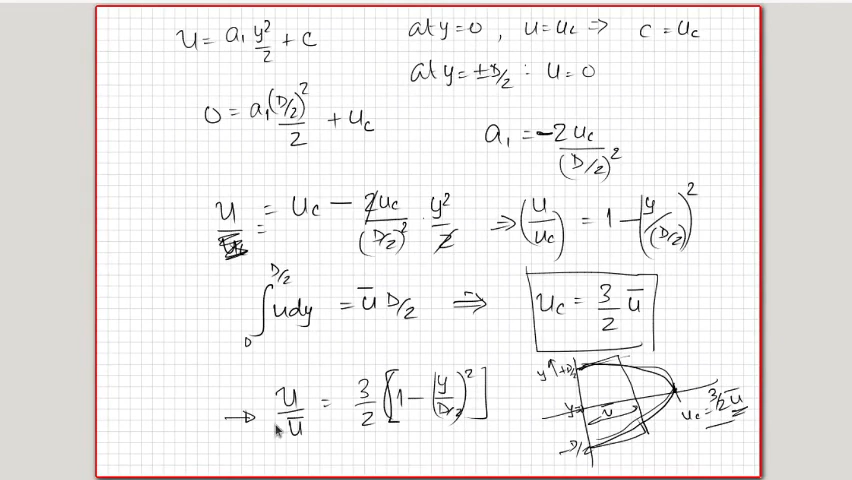 u = a₁ y²/2 + c    at y=0 , u=u_c ⇒ c = u_c
at y=±D/2 : u=0
0 = a₁ (D/2)²/2 + u_c
a₁ = -2u_c/(D/2)²
u = u_c − 2u_c/(D/2)² · y²/2 ⇒ (u/u_c) = 1 − (y/(D/2))²
∫₀^(D/2) u dy = ū D/2 ⇒ u_c = 3/2 ū
→ u/ū = 3/2 [1 − (y/D/2)²]
y ↑ +D/2
y=
ū
u_c = 3/2 ū
−D/2